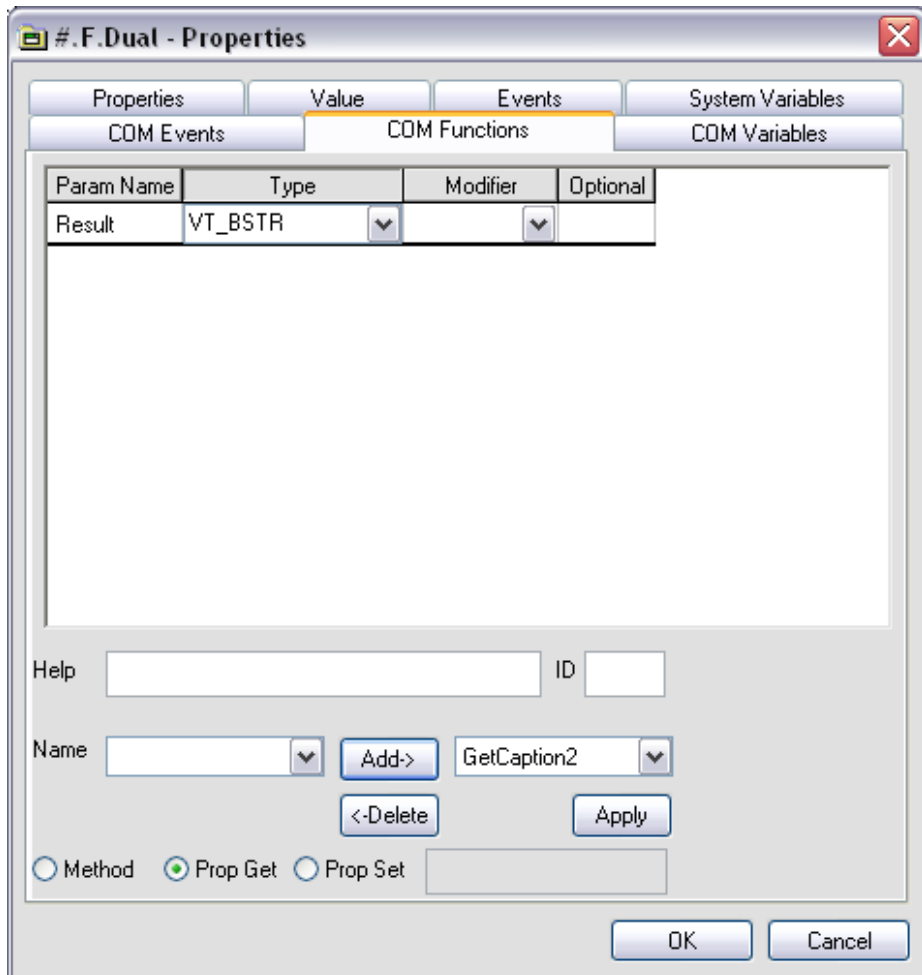 #.F.Dual - Properties
Properties Value Events System Variables
COM Events COM Functions COM Variables
Param Name Type Modifier Optional
Result VT_BSTR
Help ID
Name Add-> GetCaption2
<-Delete Apply
Method Prop Get Prop Set
OK Cancel